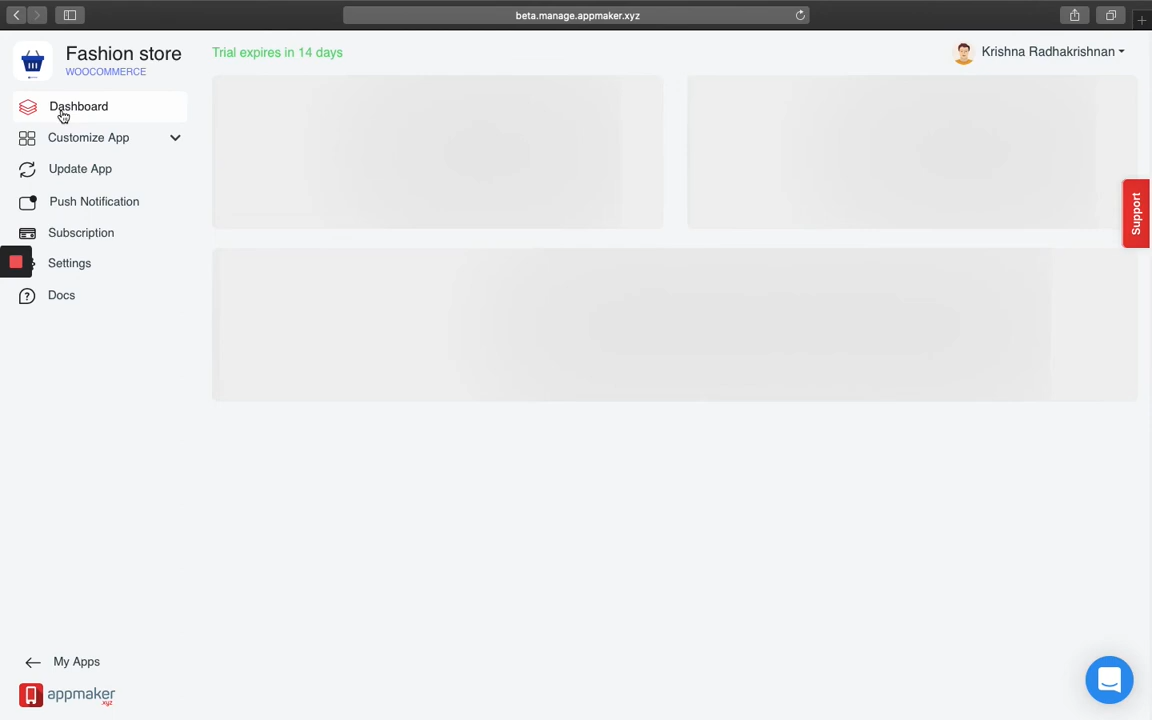 beta.manage.appmaker.xyz
Fashion store
WOOCOMMERCE
Trial expires in 14 days
Krishna Radhakrishnan
Dashboard
Customize App
Update App
Push Notification
Subscription
Settings
Docs
Support
My Apps
appmaker
.xyz